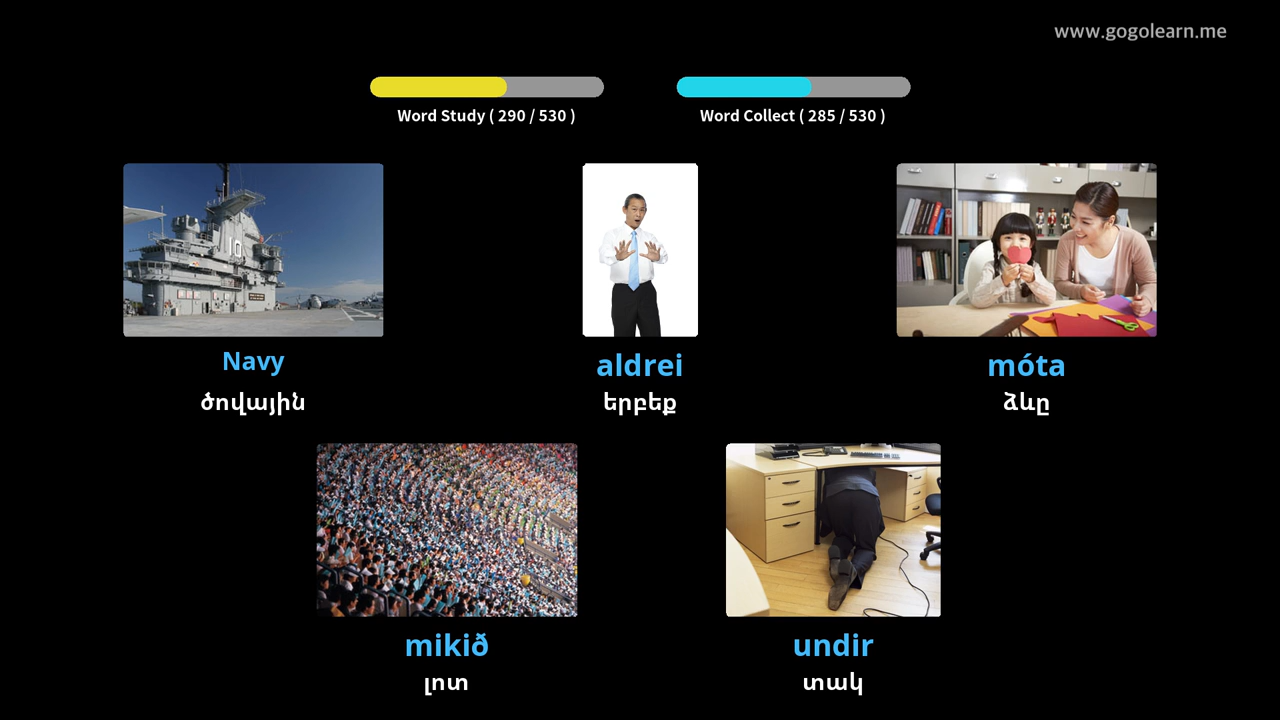 www.gogolearn.me
Word Study ( 290 / 530 )
Word Collect ( 285 / 530 )
Navy
ծովային
aldrei
երբեք
móta
ձևը
mikið
լոտ
undir
տակ